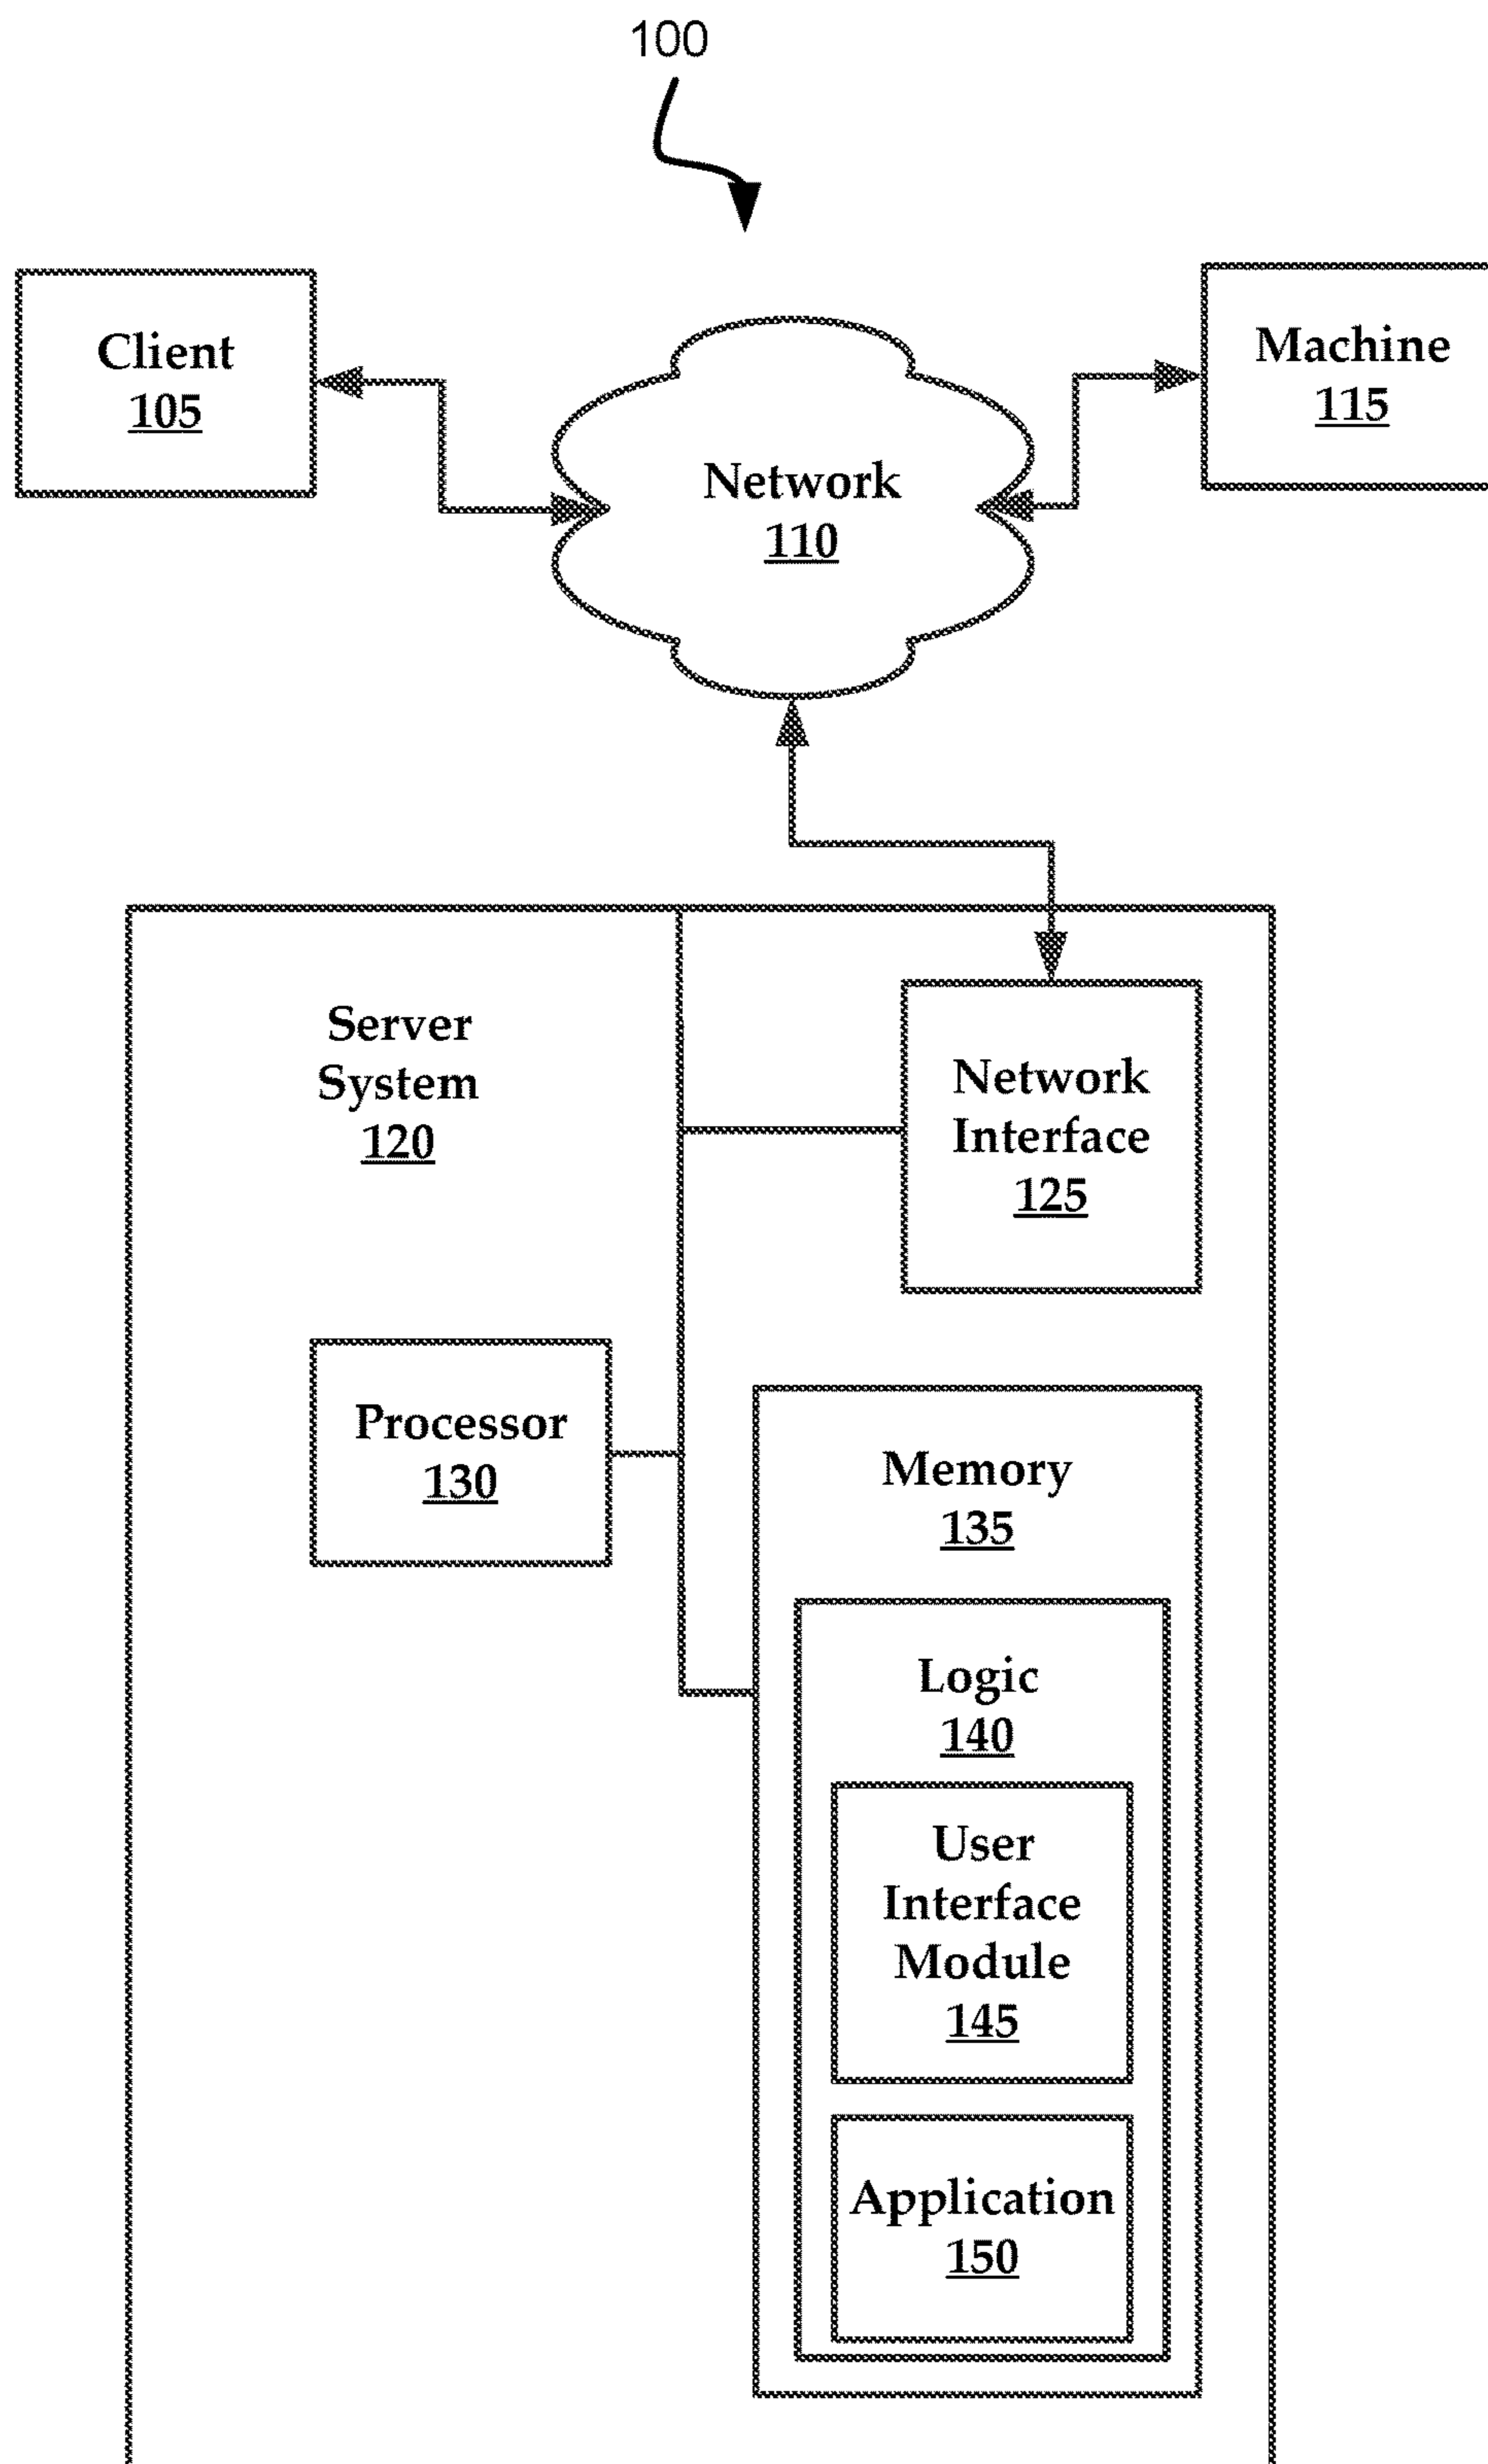 100
Client
105
Machine
115
Network
110
Server
System
120
Network
Interface
125
Processor
130
Memory
135
Logic
140
User
Interface
Module
145
Application
150